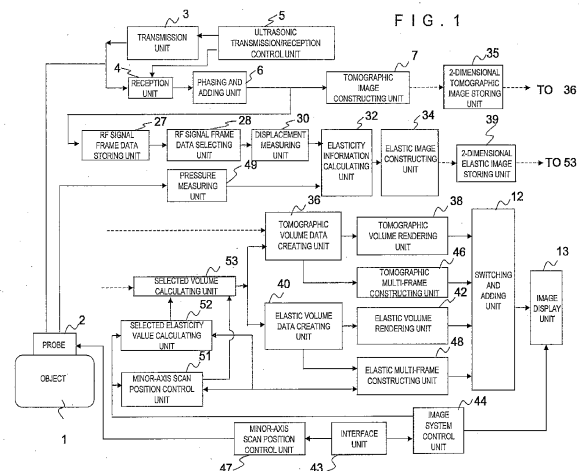 FIG. 1
3
TRANSMISSION
UNIT
5
ULTRASONIC
TRANSMISSION/RECEPTION
CONTROL UNIT
4
RECEPTION
UNIT
6
PHASING AND
ADDING UNIT
7
TOMOGRAPHIC
IMAGE
CONSTRUCTING UNIT
35
2-DIMENSIONAL
TOMOGRAPHIC
IMAGE STORING UNIT
TO 36
27
RF SIGNAL
FRAME DATA
STORING UNIT
28
RF SIGNAL FRAME
DATA SELECTING
UNIT
30
DISPLACEMENT
MEASURING
UNIT
32
ELASTICITY
INFORMATION
CALCULATING
UNIT
34
ELASTIC IMAGE
CONSTRUCTING
UNIT
39
2-DIMENSIONAL
ELASTIC IMAGE
STORING UNIT
TO 53
49
PRESSURE
MEASURING
UNIT
36
TOMOGRAPHIC
VOLUME DATA
CREATING UNIT
38
TOMOGRAPHIC
VOLUME RENDERING
UNIT
12
SWITCHING
AND
ADDING
UNIT
13
IMAGE
DISPLAY
UNIT
46
TOMOGRAPHIC
MULTI-FRAME
CONSTRUCTING UNIT
53
SELECTED VOLUME
CALCULATING UNIT
40
ELASTIC VOLUME
DATA CREATING
UNIT
42
ELASTIC VOLUME
RENDERING UNIT
52
SELECTED ELASTICITY
VALUE CALCULATING
UNIT
48
ELASTIC MULTI-FRAME
CONSTRUCTING UNIT
2
PROBE
OBJECT
1
51
MINOR-AXIS SCAN
POSITION CONTROL
UNIT
44
IMAGE
SYSTEM
CONTROL
UNIT
MINOR-AXIS
SCAN POSITION
CONTROL UNIT
47
INTERFACE
UNIT
43